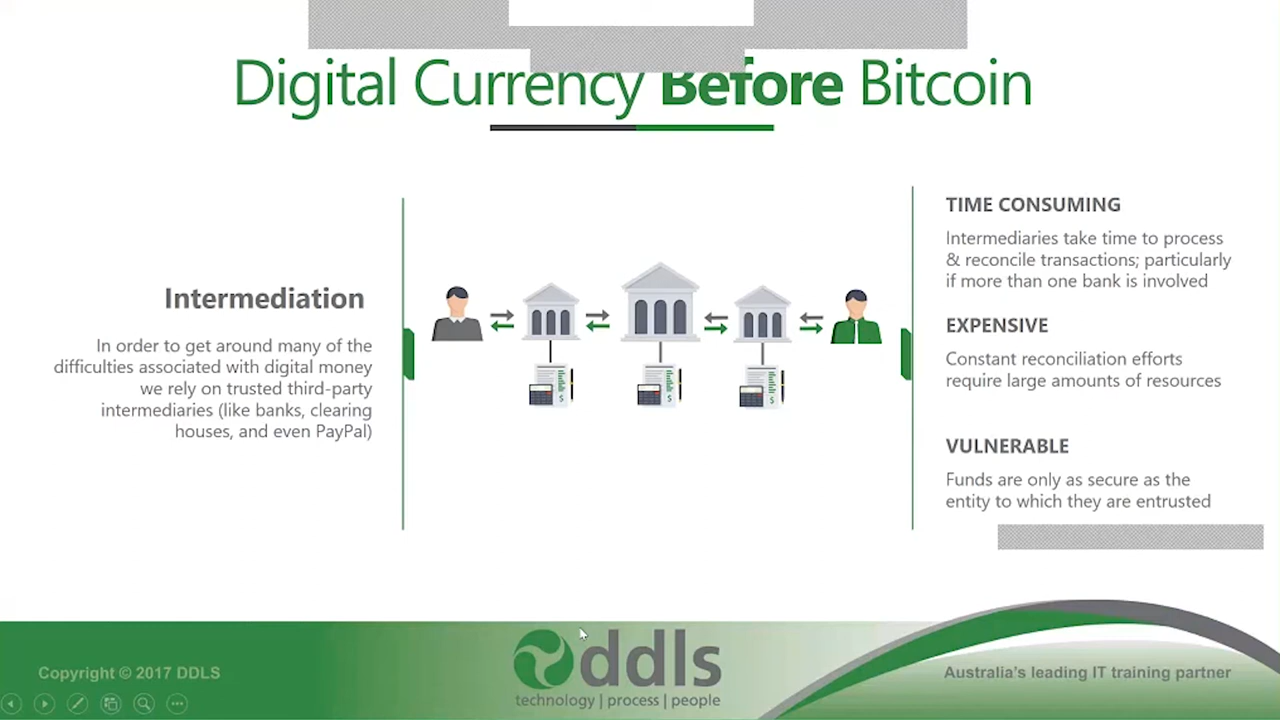 Digital Currency Before Bitcoin
Intermediation
In order to get around many of the
difficulties associated with digital money
we rely on trusted third-party
intermediaries (like banks, clearing
houses, and even PayPal)
TIME CONSUMING
Intermediaries take time to process
& reconcile transactions; particularly
if more than one bank is involved
EXPENSIVE
Constant reconciliation efforts
require large amounts of resources
VULNERABLE
Funds are only as secure as the
entity to which they are entrusted
Copyright © 2017 DDLS
ddls
technology | process | people
Australia's leading IT training partner